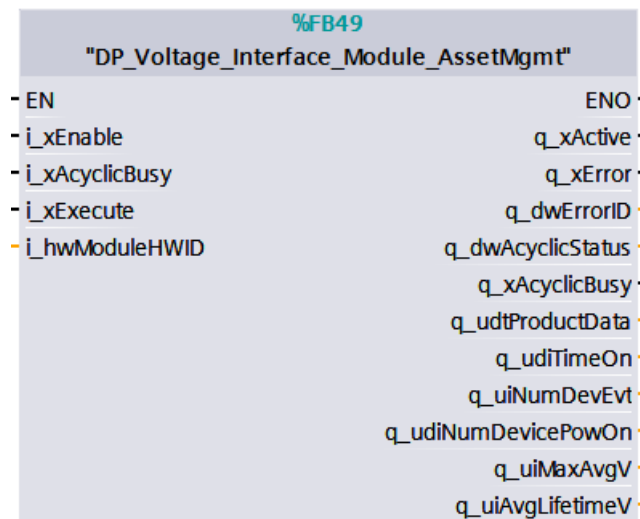 %FB49
"DP_Voltage_Interface_Module_AssetMgmt"
EN ENO
i_xEnable q_xActive
i_xAcyclicBusy q_xError
i_xExecute q_dwErrorID
i_hwModuleHWID q_dwAcyclicStatus
q_xAcyclicBusy
q_udtProductData
q_udiTimeOn
q_uiNumDevEvt
q_udiNumDevicePowOn
q_uiMaxAvgV
q_uiAvgLifetimeV